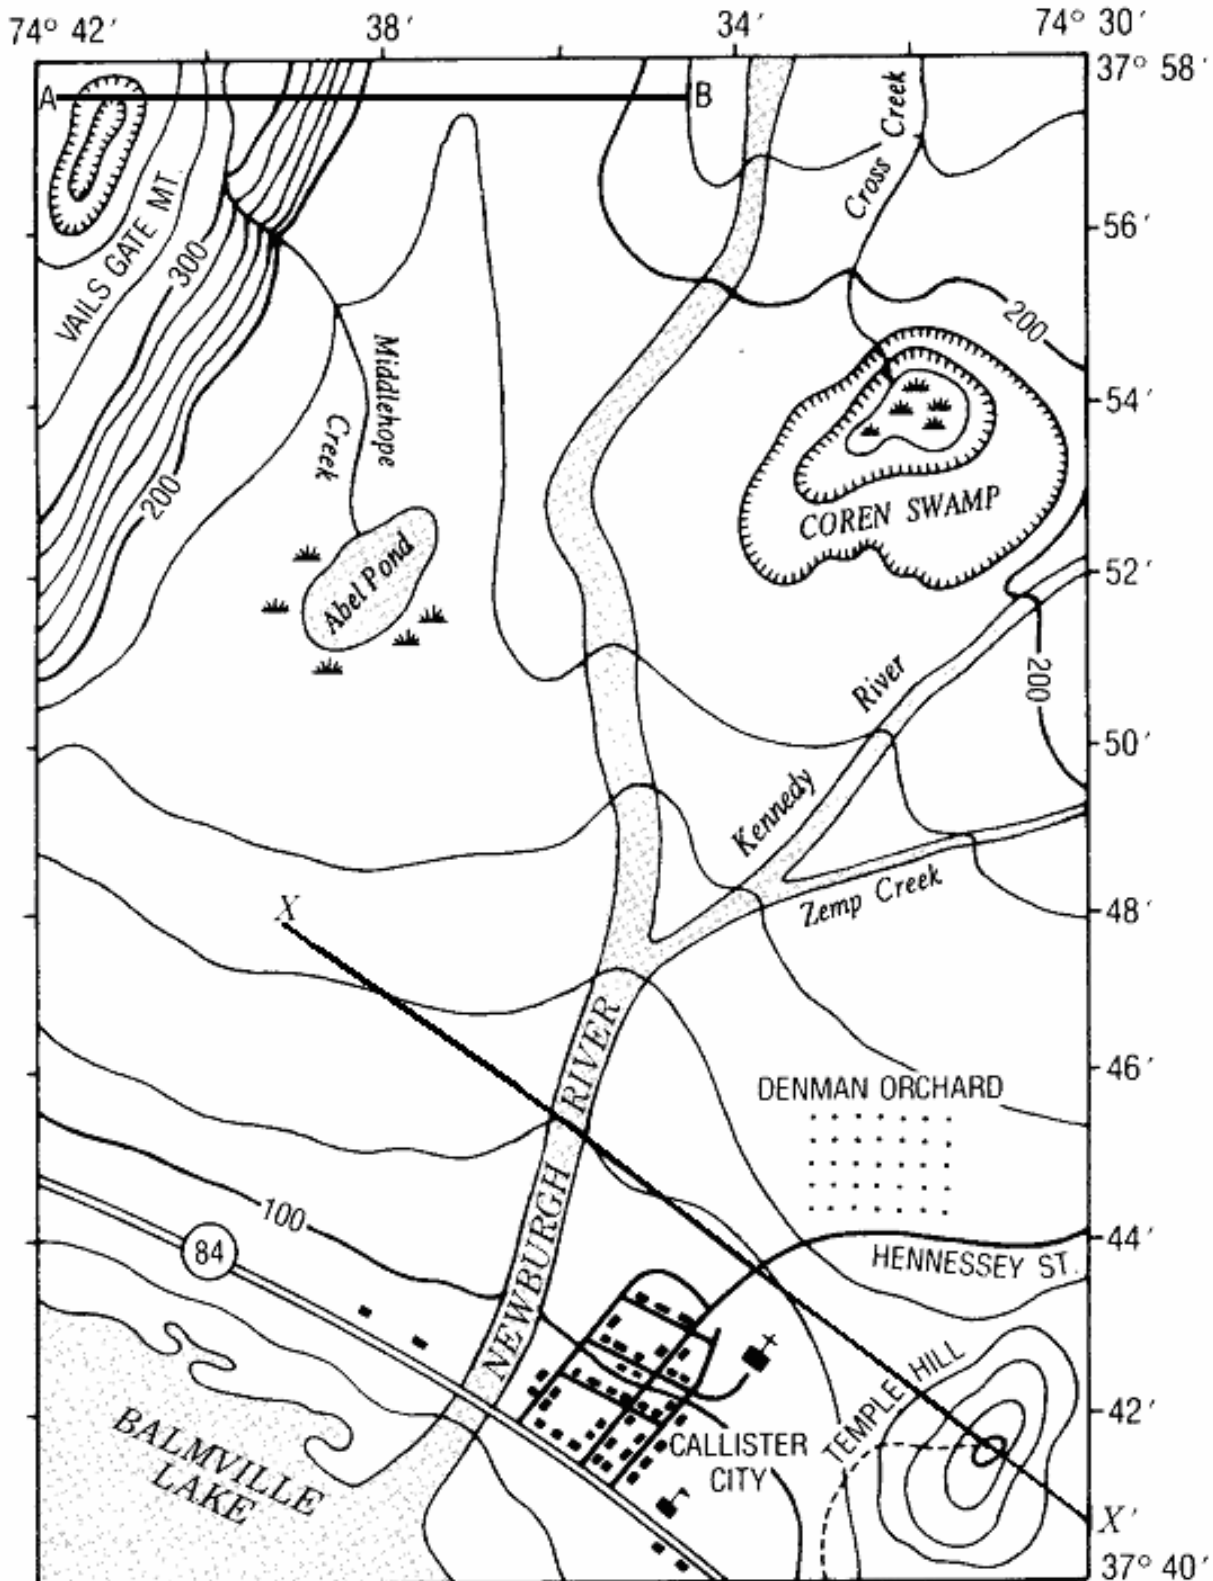 74° 42′
38′
34′
74° 30′
37° 58′
A
B
Cross
Creek
56′
VAILS GATE MT.
300
200
54′
Middlehope
Creek
200
COREN SWAMP
Abel Pond
52′
River
200
50′
Kennedy
Zemp Creek
48′
X
46′
NEWBURGH RIVER
DENMAN ORCHARD
100
84
44′
HENNESSEY ST.
TEMPLE HILL
42′
BALMVILLE
LAKE
CALLISTER
CITY
X'
37° 40′